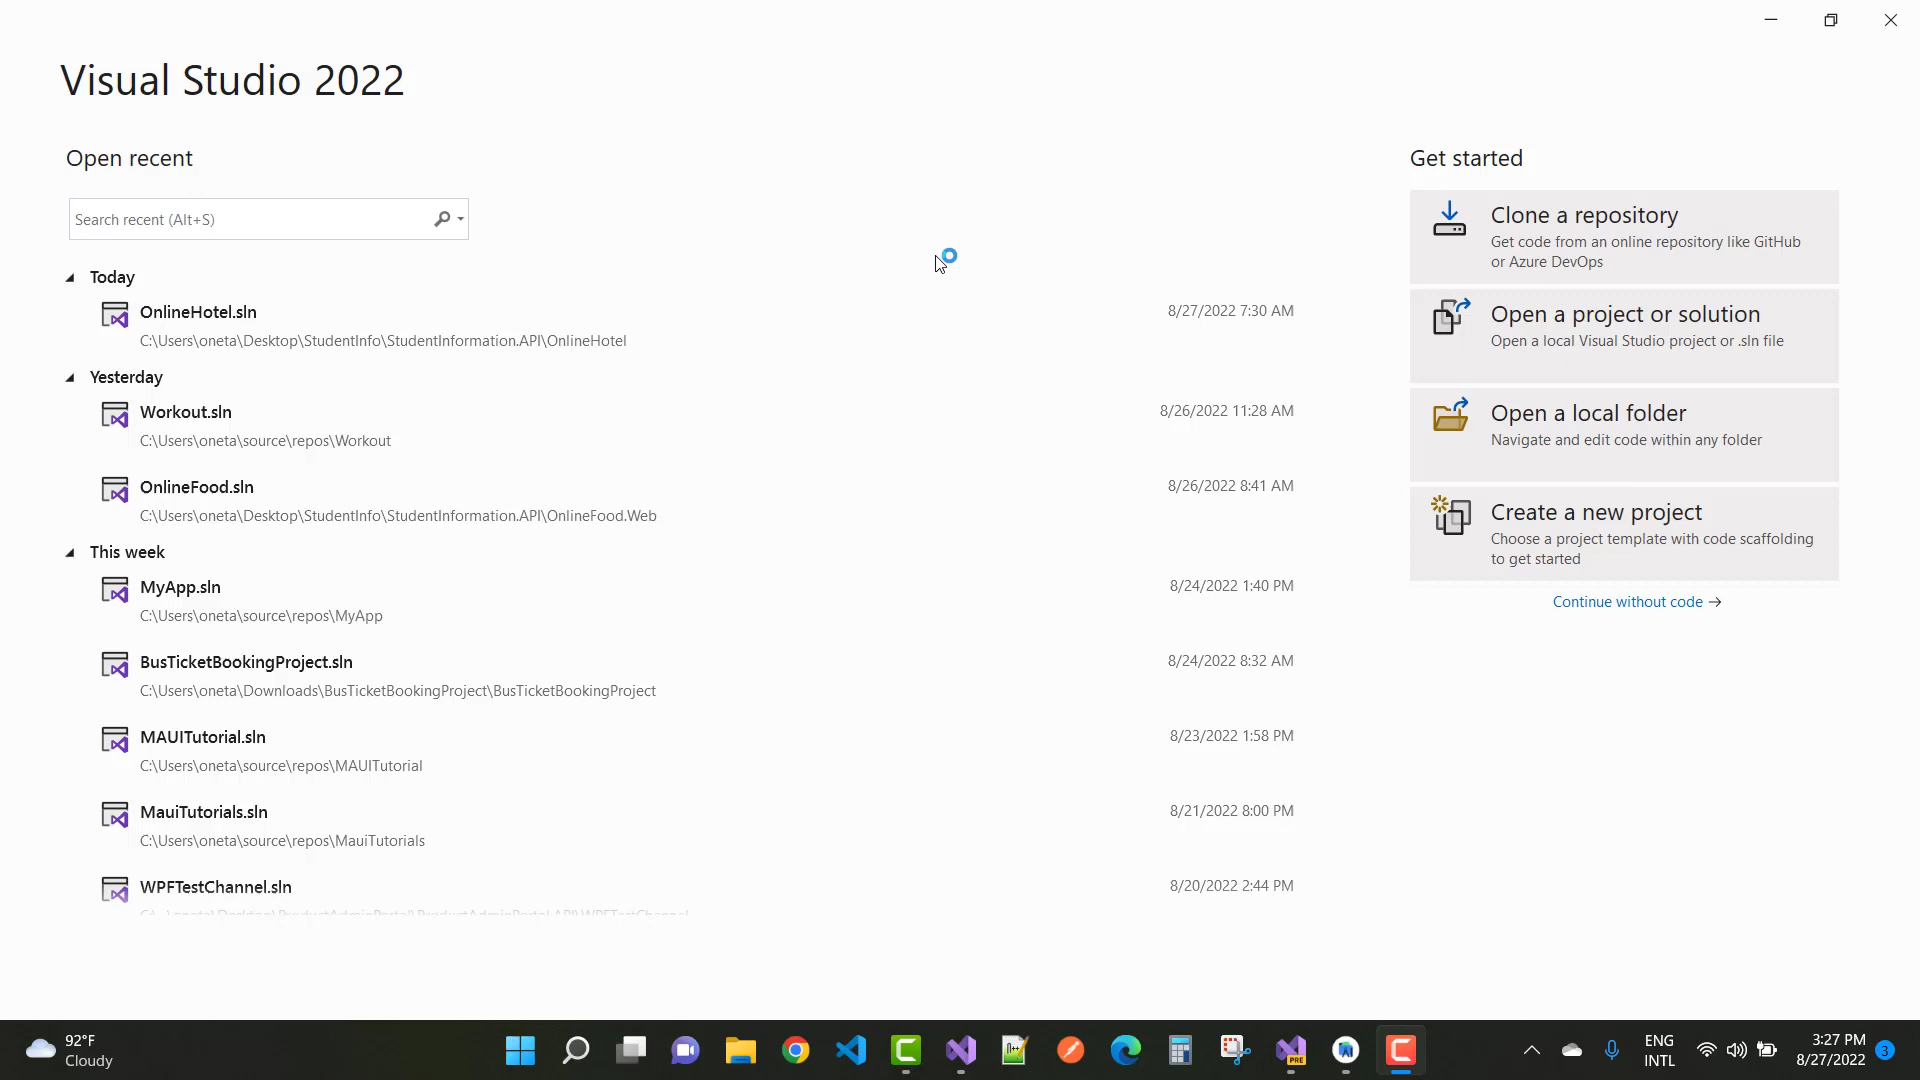 Visual Studio 2022
Open recent
Search recent (Alt+S)
Today
OnlineHotel.sln
8/27/2022 7:30 AM
C:\Users\oneta\Desktop\StudentInfo\StudentInformation.API\OnlineHotel
Yesterday
Workout.sln
8/26/2022 11:28 AM
C:\Users\oneta\source\repos\Workout
OnlineFood.sln
8/26/2022 8:41 AM
C:\Users\oneta\Desktop\StudentInfo\StudentInformation.API\OnlineFood.Web
This week
MyApp.sln
8/24/2022 1:40 PM
C:\Users\oneta\source\repos\MyApp
BusTicketBookingProject.sln
8/24/2022 8:32 AM
C:\Users\oneta\Downloads\BusTicketBookingProject\BusTicketBookingProject
MAUITutorial.sln
8/23/2022 1:58 PM
C:\Users\oneta\source\repos\MAUITutorial
MauiTutorials.sln
8/21/2022 8:00 PM
C:\Users\oneta\source\repos\MauiTutorials
WPFTestChannel.sln
8/20/2022 2:44 PM
Get started
Clone a repository
Get code from an online repository like GitHub
or Azure DevOps
Open a project or solution
Open a local Visual Studio project or .sln file
Open a local folder
Navigate and edit code within any folder
Create a new project
Choose a project template with code scaffolding
to get started
Continue without code →
92°F
Cloudy
PRE
ENG
INTL
3:27 PM
8/27/2022
3